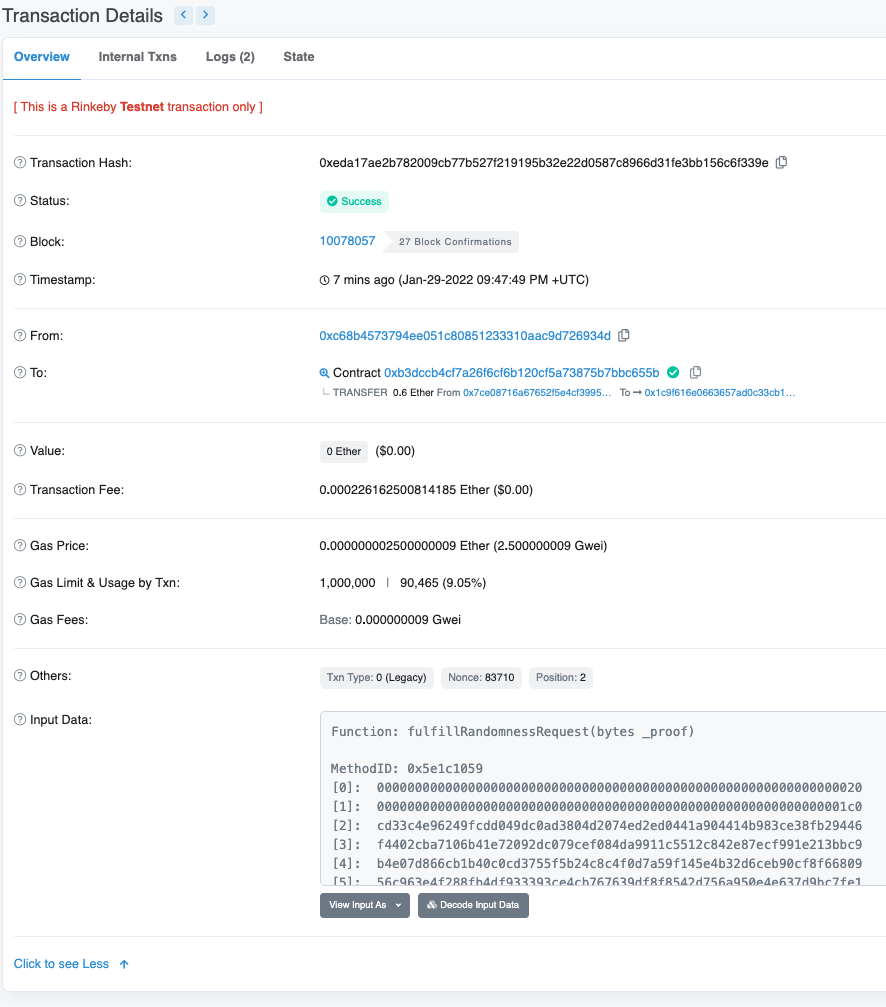 Transaction Details
Overview Internal Txns Logs (2) State
[ This is a Rinkeby Testnet transaction only ]
Transaction Hash: 0xeda17ae2b782009cb77b527f219195b32e22d0587c8966d31fe3bb156c6f339e
Status: Success
Block: 10078057 27 Block Confirmations
Timestamp: 7 mins ago (Jan-29-2022 09:47:49 PM +UTC)
From: 0xc68b4573794ee051c80851233310aac9d726934d
To: Contract 0xb3dccb4cf7a26f6cf6b120cf5a73875b7bbc655b
TRANSFER 0.6 Ether From 0x7ce08716a67652f5e4cf3995... To → 0x1c9f616e0663657ad0c33cb1...
Value: 0 Ether ($0.00)
Transaction Fee: 0.000226162500814185 Ether ($0.00)
Gas Price: 0.000000002500000009 Ether (2.500000009 Gwei)
Gas Limit & Usage by Txn: 1,000,000 | 90,465 (9.05%)
Gas Fees: Base: 0.000000009 Gwei
Others: Txn Type: 0 (Legacy) Nonce: 83710 Position: 2
Input Data:
Function: fulfillRandomnessRequest(bytes _proof)
MethodID: 0x5e1c1059
[0]: 0000000000000000000000000000000000000000000000000000000000000020
[1]: 00000000000000000000000000000000000000000000000000000000000001c0
[2]: cd33c4e96249fcdd049dc0ad3804d2074ed2ed0441a904414b983ce38fb29446
[3]: f4402cba7106b41e72092dc079cef084da9911c5512c842e87ecf991e213bbc9
[4]: b4e07d866cb1b40c0cd3755f5b24c8c4f0d7a59f145e4b32d6ceb90cf8f66809
[5]: 56c963e4f288fb4df933393ce4cb767639df8f8542d756a950e4e637d9bc7fe1
View Input As Decode Input Data
Click to see Less